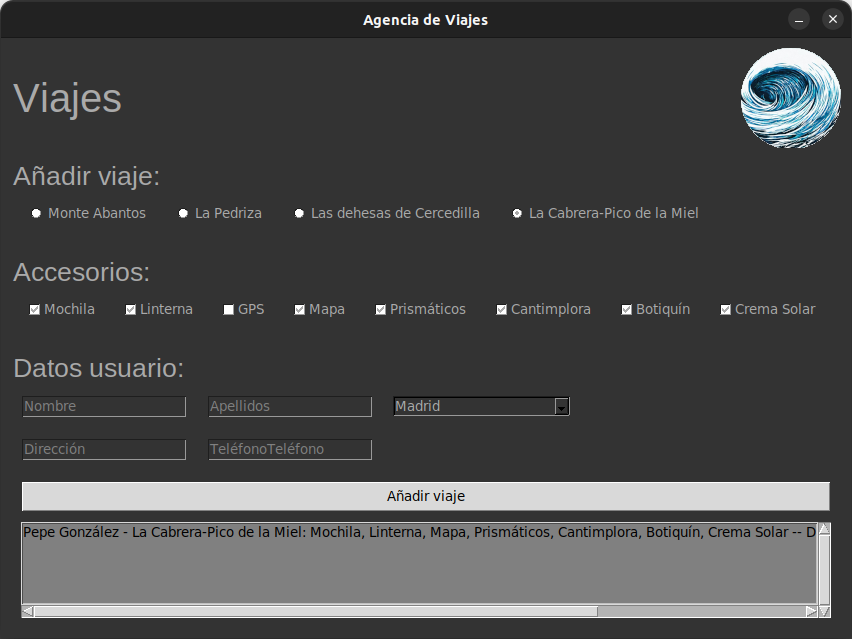 Agencia de Viajes
Viajes
Añadir viaje:
Monte Abantos La Pedriza Las dehesas de Cercedilla La Cabrera-Pico de la Miel
Accesorios:
Mochila Linterna GPS Mapa Prismáticos Cantimplora Botiquín Crema Solar
Datos usuario:
Nombre Apellidos Madrid
Dirección TeléfonoTeléfono
Añadir viaje
Pepe González - La Cabrera-Pico de la Miel: Mochila, Linterna, Mapa, Prismáticos, Cantimplora, Botiquín, Crema Solar -- D